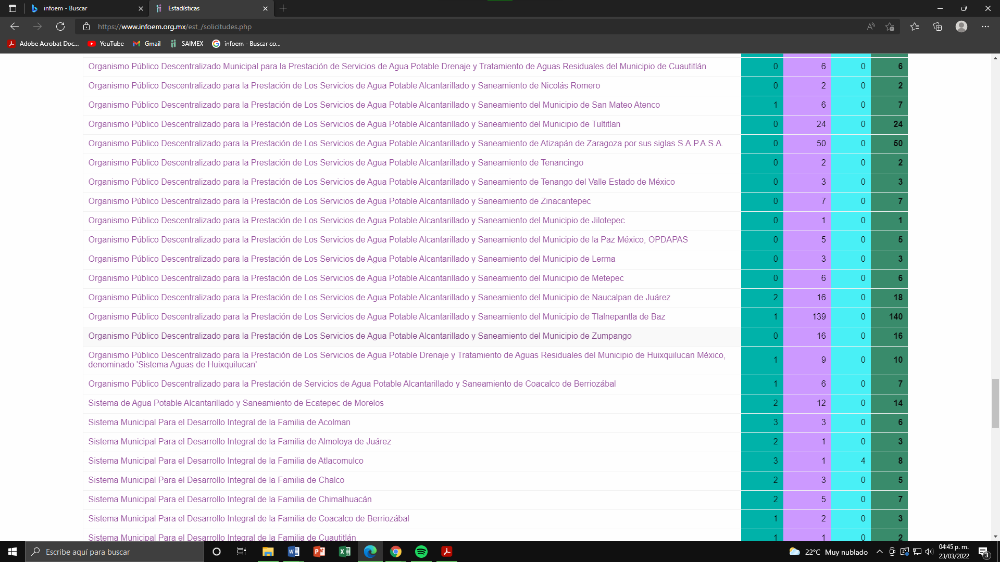 infoem - Buscar
Estadísticas
https://www.infoem.org.mx/est_/solicitudes.php
Adobe Acrobat Doc...
YouTube
Gmail
SAIMEX
infoem - Buscar co...
Organismo Público Descentralizado Municipal para la Prestación de Servicios de Agua Potable Drenaje y Tratamiento de Aguas Residuales del Municipio de Cuautitlán 0 6 0 6
Organismo Público Descentralizado para la Prestación de Los Servicios de Agua Potable Alcantarillado y Saneamiento de Nicolás Romero 0 2 0 2
Organismo Público Descentralizado para la Prestación de Los Servicios de Agua Potable Alcantarillado y Saneamiento del Municipio de San Mateo Atenco 1 6 0 7
Organismo Público Descentralizado para la Prestación de Los Servicios de Agua Potable Alcantarillado y Saneamiento del Municipio de Tultitlan 0 24 0 24
Organismo Público Descentralizado para la Prestación de Los Servicios de Agua Potable Alcantarillado y Saneamiento de Atizapán de Zaragoza por sus siglas S.A.P.A.S.A. 0 50 0 50
Organismo Público Descentralizado para la Prestación de Los Servicios de Agua Potable Alcantarillado y Saneamiento de Tenancingo 0 2 0 2
Organismo Público Descentralizado para la Prestación de Los Servicios de Agua Potable Alcantarillado y Saneamiento de Tenango del Valle Estado de México 0 3 0 3
Organismo Público Descentralizado para la Prestación de Los Servicios de Agua Potable Alcantarillado y Saneamiento de Zinacantepec 0 7 0 7
Organismo Público Descentralizado para la Prestación de Los Servicios de Agua Potable Alcantarillado y Saneamiento del Municipio de Jilotepec 0 1 0 1
Organismo Público Descentralizado para la Prestación de Los Servicios de Agua Potable Alcantarillado y Saneamiento del Municipio de la Paz México, OPDAPAS 0 5 0 5
Organismo Público Descentralizado para la Prestación de Los Servicios de Agua Potable Alcantarillado y Saneamiento del Municipio de Lerma 0 3 0 3
Organismo Público Descentralizado para la Prestación de Los Servicios de Agua Potable Alcantarillado y Saneamiento del Municipio de Metepec 0 6 0 6
Organismo Público Descentralizado para la Prestación de Los Servicios de Agua Potable Alcantarillado y Saneamiento del Municipio de Naucalpan de Juárez 2 16 0 18
Organismo Público Descentralizado para la Prestación de Los Servicios de Agua Potable Alcantarillado y Saneamiento del Municipio de Tlalnepantla de Baz 1 139 0 140
Organismo Público Descentralizado para la Prestación de Los Servicios de Agua Potable Alcantarillado y Saneamiento del Municipio de Zumpango 0 16 0 16
Organismo Público Descentralizado para la Prestación de Los Servicios de Agua Potable Drenaje y Tratamiento de Aguas Residuales del Municipio de Huixquilucan México,
denominado 'Sistema Aguas de Huixquilucan' 1 9 0 10
Organismo Público Descentralizado para la Prestación de Servicios de Agua Potable Alcantarillado y Saneamiento de Coacalco de Berriozábal 1 6 0 7
Sistema de Agua Potable Alcantarillado y Saneamiento de Ecatepec de Morelos 2 12 0 14
Sistema Municipal Para el Desarrollo Integral de la Familia de Acolman 3 3 0 6
Sistema Municipal Para el Desarrollo Integral de la Familia de Almoloya de Juárez 2 1 0 3
Sistema Municipal Para el Desarrollo Integral de la Familia de Atlacomulco 3 1 4 8
Sistema Municipal Para el Desarrollo Integral de la Familia de Chalco 2 3 0 5
Sistema Municipal Para el Desarrollo Integral de la Familia de Chimalhuacán 2 5 0 7
Sistema Municipal Para el Desarrollo Integral de la Familia de Coacalco de Berriozábal 1 2 0 3
Sistema Municipal Para el Desarrollo Integral de la Familia de Cuautitlán 1 1 0 2
Escribe aquí para buscar
22°C Muy nublado
04:45 p. m.
23/03/2022
3